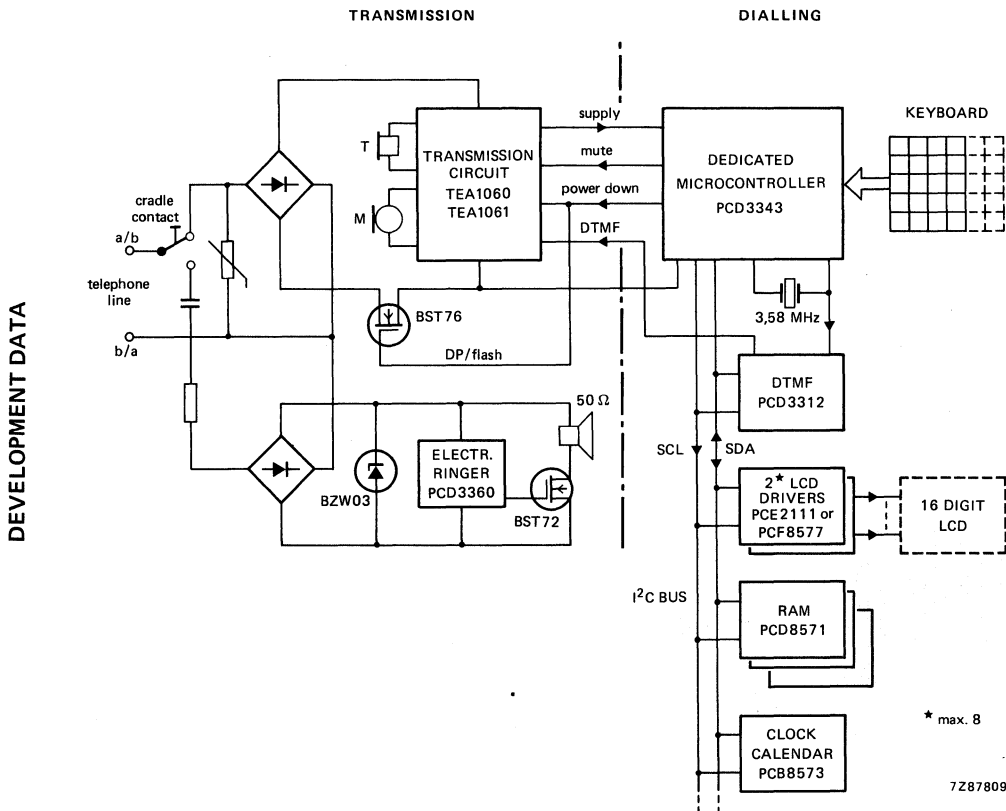 TRANSMISSION
DIALLING
DEVELOPMENT DATA
cradle
contact
a/b
telephone
line
b/a
T
M
TRANSMISSION
CIRCUIT
TEA1060
TEA1061
supply
mute
power down
DTMF
DEDICATED
MICROCONTROLLER
PCD3343
KEYBOARD
BST76
DP/flash
3,58 MHz
DTMF
PCD3312
50 Ω
BZW03
ELECTR.
RINGER
PCD3360
BST72
SCL
SDA
2* LCD
DRIVERS
PCE2111 or
PCF8577
16 DIGIT
LCD
I²C BUS
RAM
PCD8571
★ max. 8
CLOCK
CALENDAR
PCB8573
7Z87809